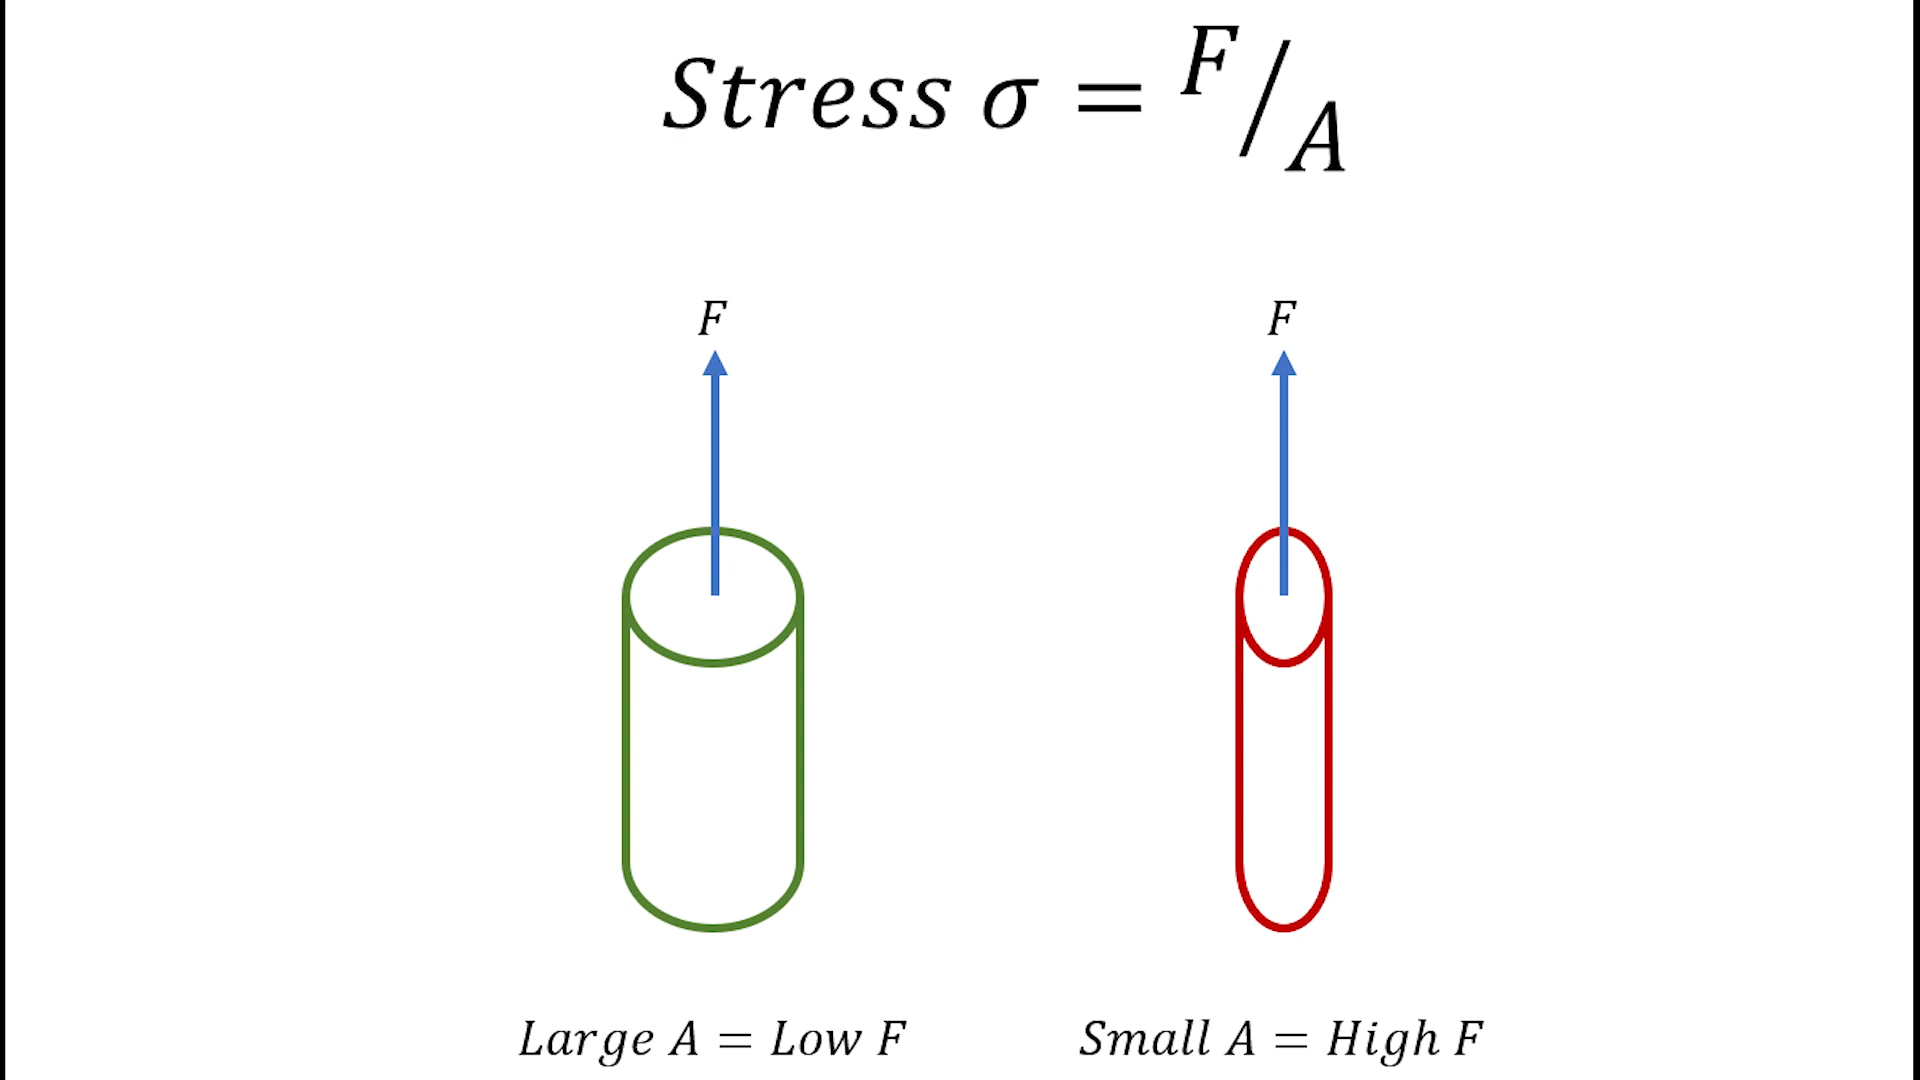 Stress σ = F/A
F
F
Large A = Low F
Small A = High F